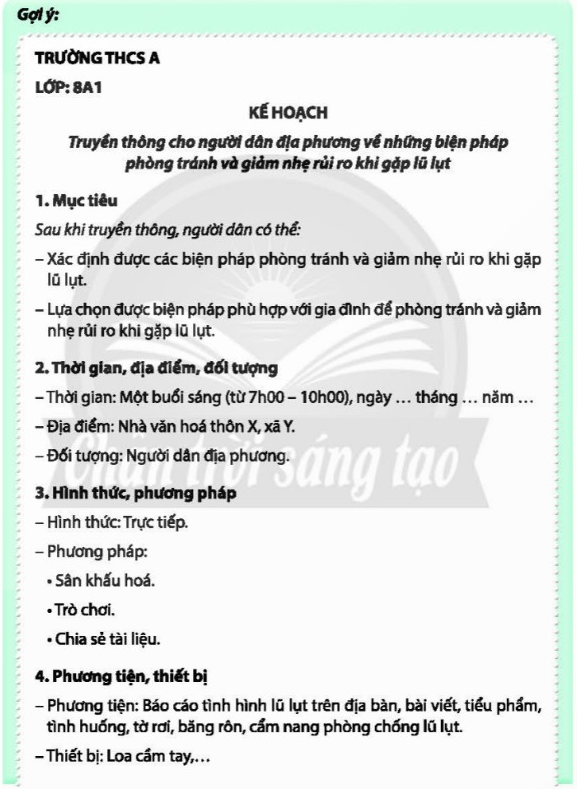 Gợi ý:
TRƯỜNG THCS A
LỚP: 8A1
KẾ HOẠCH
Truyền thông cho người dân địa phương về những biện pháp
phòng tránh và giảm nhẹ rủi ro khi gặp lũ lụt
1. Mục tiêu
Sau khi truyền thông, người dân có thể:
– Xác định được các biện pháp phòng tránh và giảm nhẹ rủi ro khi gặp
lũ lụt.
– Lựa chọn được biện pháp phù hợp với gia đình để phòng tránh và giảm
nhẹ rủi ro khi gặp lũ lụt.
2. Thời gian, địa điểm, đối tượng
– Thời gian: Một buổi sáng (từ 7h00 – 10h00), ngày … tháng … năm …
– Địa điểm: Nhà văn hoá thôn X, xã Y.
– Đối tượng: Người dân địa phương.
Chân trời sáng tạo
3. Hình thức, phương pháp
– Hình thức: Trực tiếp.
– Phương pháp:
• Sân khấu hoá.
• Trò chơi.
• Chia sẻ tài liệu.
4. Phương tiện, thiết bị
– Phương tiện: Báo cáo tình hình lũ lụt trên địa bàn, bài viết, tiểu phẩm,
tình huống, tờ rơi, băng rôn, cẩm nang phòng chống lũ lụt.
– Thiết bị: Loa cầm tay,…